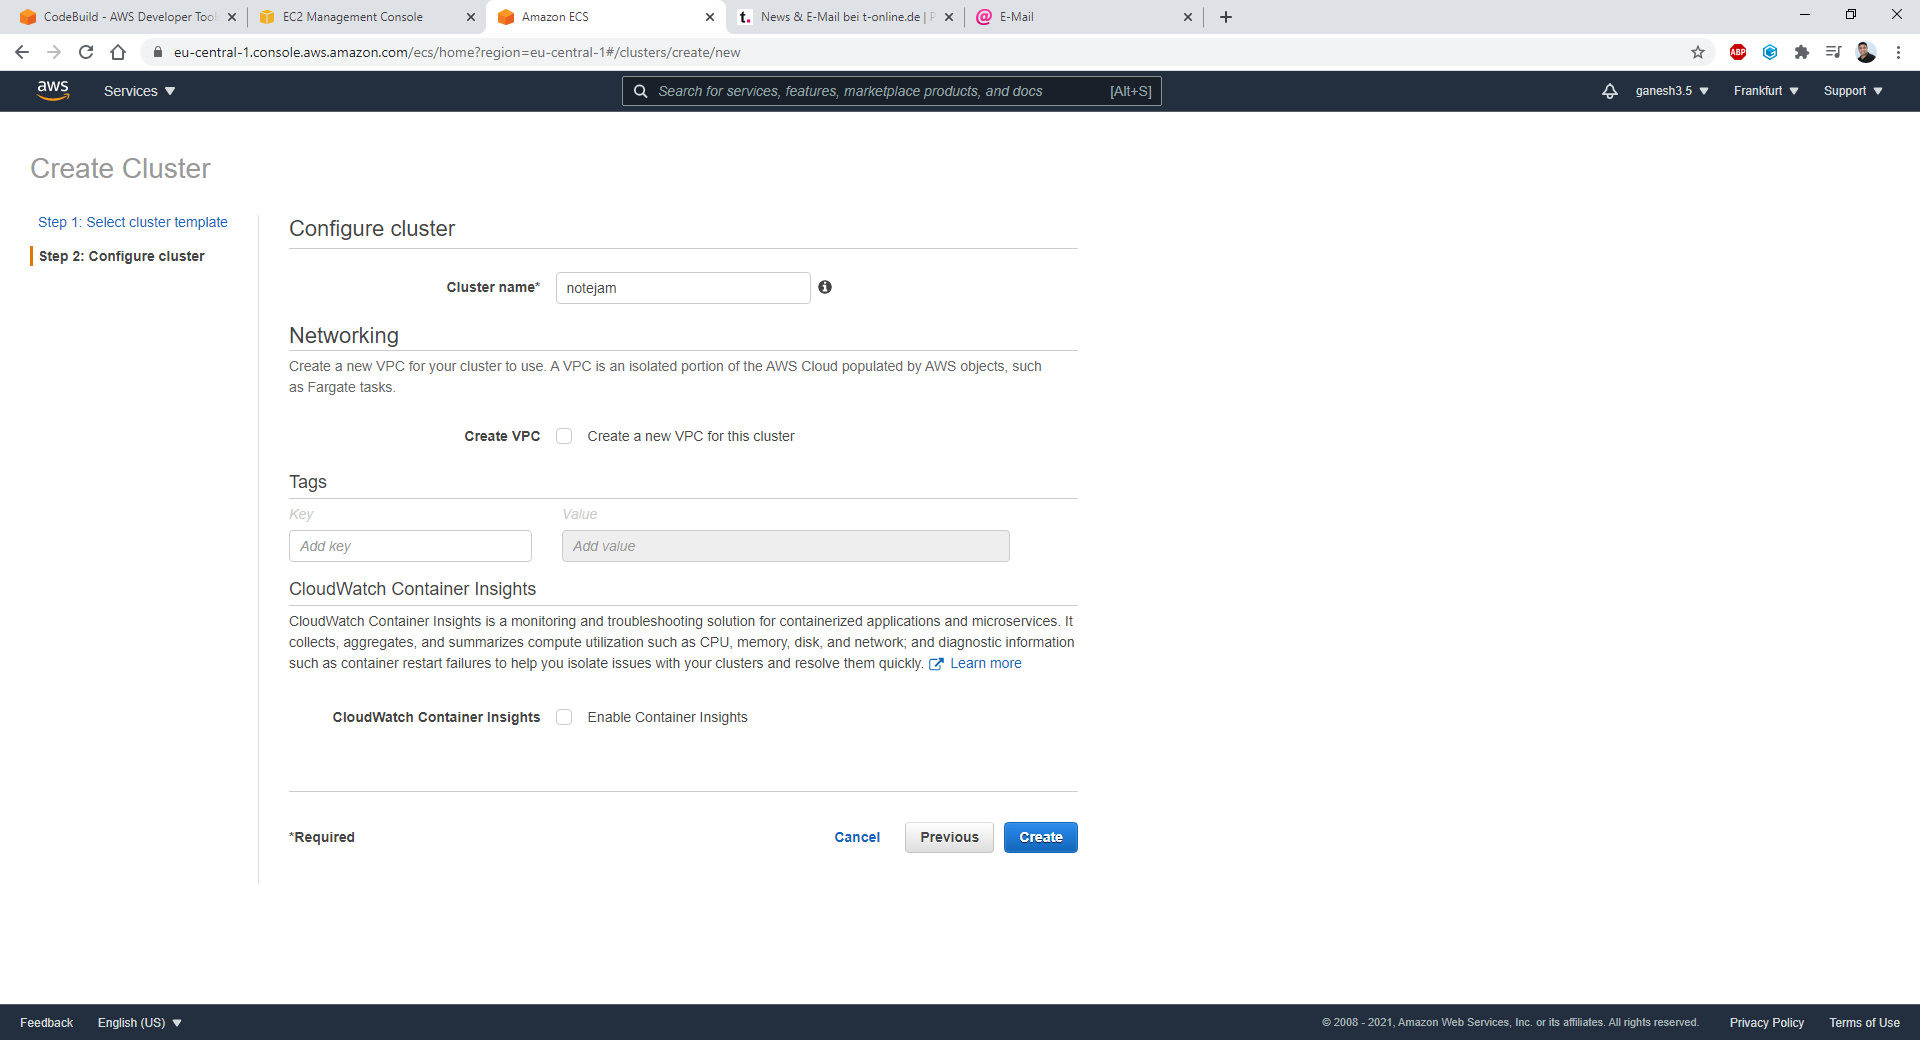 CodeBuild - AWS Developer Tool
EC2 Management Console
Amazon ECS
t. News & E-Mail bei t-online.de |
@ E-Mail
eu-central-1.console.aws.amazon.com/ecs/home?region=eu-central-1#/clusters/create/new
ABP
aws
Services
Search for services, features, marketplace products, and docs
[Alt+S]
ganesh3.5
Frankfurt
Support
Create Cluster
Step 1: Select cluster template
Step 2: Configure cluster
Configure cluster
Cluster name*
notejam
Networking
Create a new VPC for your cluster to use. A VPC is an isolated portion of the AWS Cloud populated by AWS objects, such
as Fargate tasks.
Create VPC
Create a new VPC for this cluster
Tags
Key
Value
Add key
Add value
CloudWatch Container Insights
CloudWatch Container Insights is a monitoring and troubleshooting solution for containerized applications and microservices. It
collects, aggregates, and summarizes compute utilization such as CPU, memory, disk, and network; and diagnostic information
such as container restart failures to help you isolate issues with your clusters and resolve them quickly. Learn more
CloudWatch Container Insights
Enable Container Insights
*Required
Cancel
Previous
Create
Feedback
English (US)
© 2008 - 2021, Amazon Web Services, Inc. or its affiliates. All rights reserved.
Privacy Policy
Terms of Use